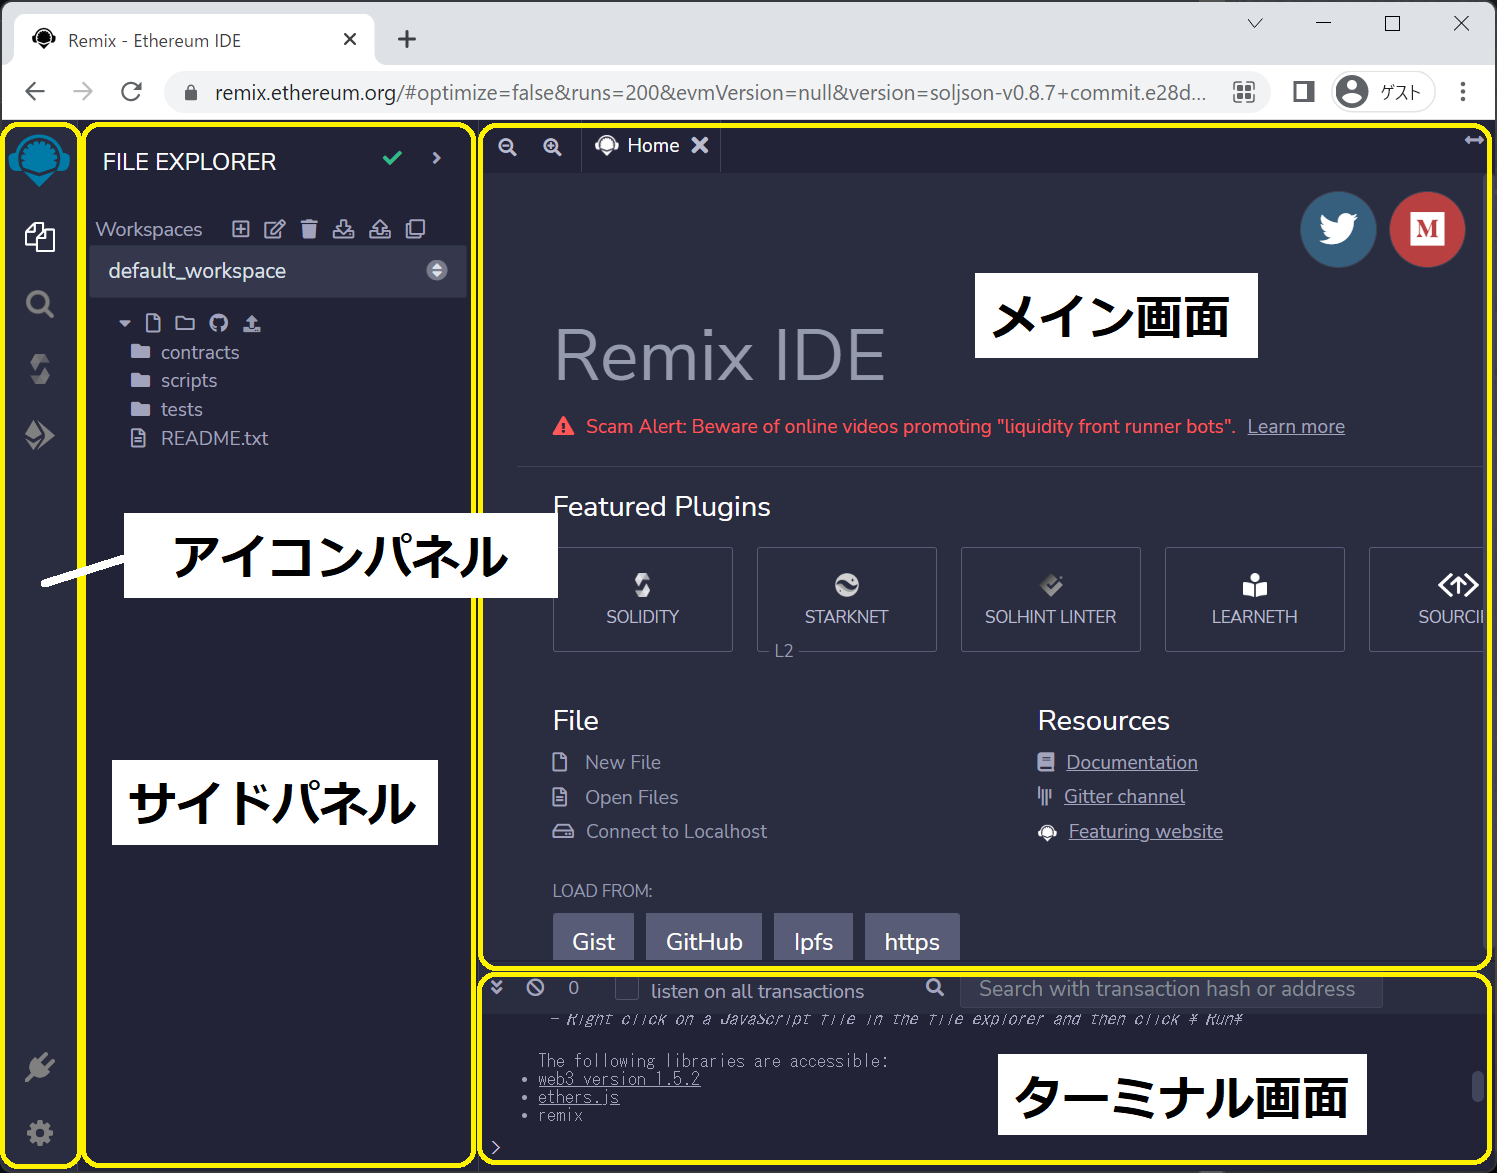 Remix - Ethereum IDE
remix.ethereum.org/#optimize=false&runs=200&evmVersion=null&version=soljson-v0.8.7+commit.e28d...
ゲスト
FILE EXPLORER
Workspaces
default_workspace
contracts
scripts
tests
README.txt
アイコンパネル
サイドパネル
Home
M
メイン画面
Remix IDE
Scam Alert: Beware of online videos promoting "liquidity front runner bots". Learn more
Featured Plugins
SOLIDITY
STARKNET
L2
SOLHINT LINTER
LEARNETH
SOURCI
File
New File
Open Files
Connect to Localhost
Resources
Documentation
Gitter channel
Featuring website
LOAD FROM:
Gist GitHub Ipfs https
0 listen on all transactions Search with transaction hash or address
- Right click on a JavaScript file in the file explorer and then click \`Run\`
The following libraries are accessible:
• web3 version 1.5.2
• ethers.js
• remix
>
ターミナル画面